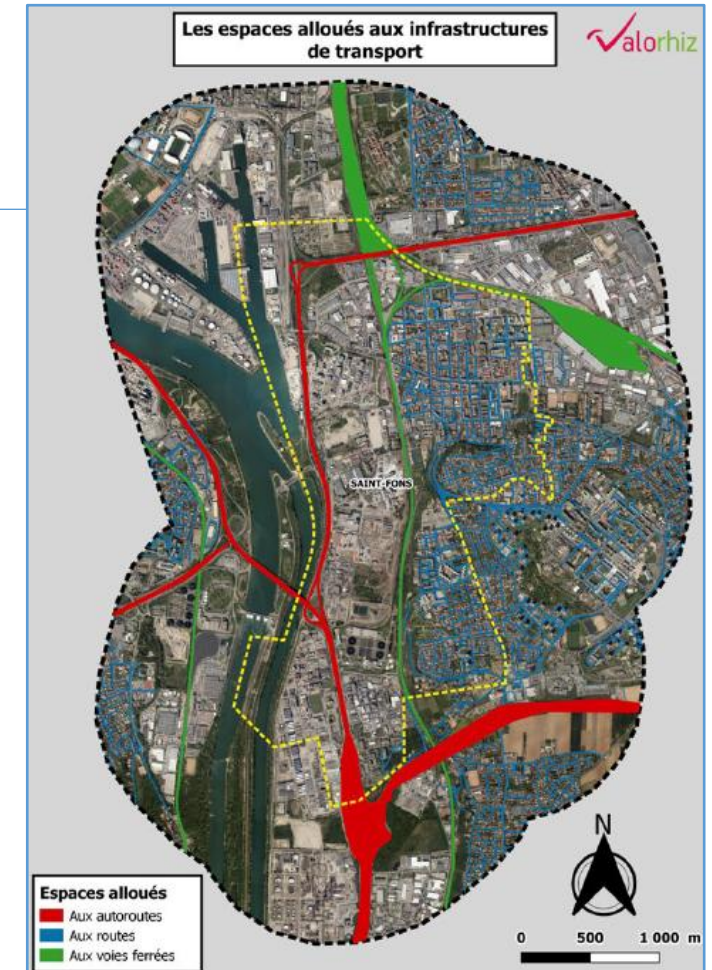 Les espaces alloués aux infrastructures
de transport
Valorhiz
SAINT-FONS
N
Espaces alloués
Aux autoroutes
Aux routes
Aux voies ferrées
0 500 1 000 m